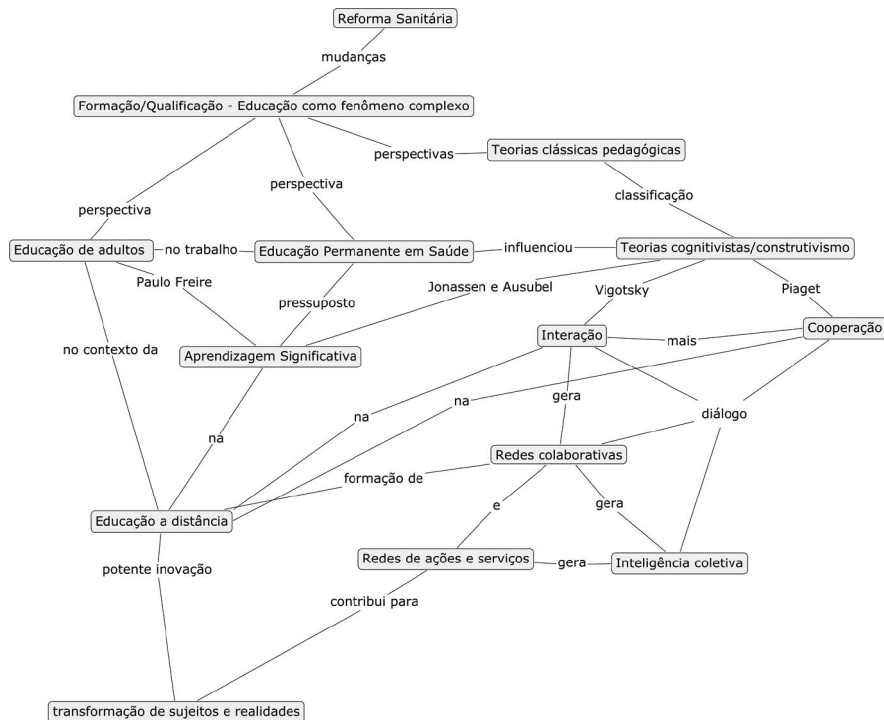 Reforma Sanitária
mudanças
Formação/Qualificação - Educação como fenômeno complexo
perspectivas
Teorias clássicas pedagógicas
perspectiva
classificação
perspectiva
Educação de adultos
no trabalho
Educação Permanente em Saúde
influenciou
Teorias cognitivistas/construtivismo
Paulo Freire
pressuposto
Jonassen e Ausubel
Vigotsky
Piaget
no contexto da
Aprendizagem Significativa
Interação
mais
Cooperação
na
na
na
gera
diálogo
Redes colaborativas
formação de
e
gera
Educação a distância
potente inovação
Redes de ações e serviços
gera
Inteligência coletiva
contribui para
transformação de sujeitos e realidades